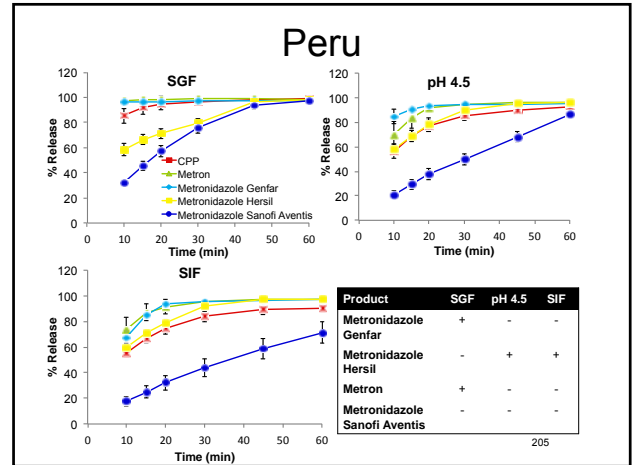 Peru
SGF
120
100
80
60
40
20
0
% Release
CPP
Metron
Metronidazole Genfar
Metronidazole Hersil
Metronidazole Sanofi Aventis
0 10 20 30 40 50 60
Time (min)
pH 4.5
120
100
80
60
40
20
0
% Release
0 10 20 30 40 50 60
Time (min)
SIF
120
100
80
60
40
20
0
% Release
0 10 20 30 40 50 60
Time (min)
Product SGF pH 4.5 SIF
Metronidazole + - -
Genfar
Metronidazole - + +
Hersil
Metron + - -
Metronidazole - - -
Sanofi Aventis
205